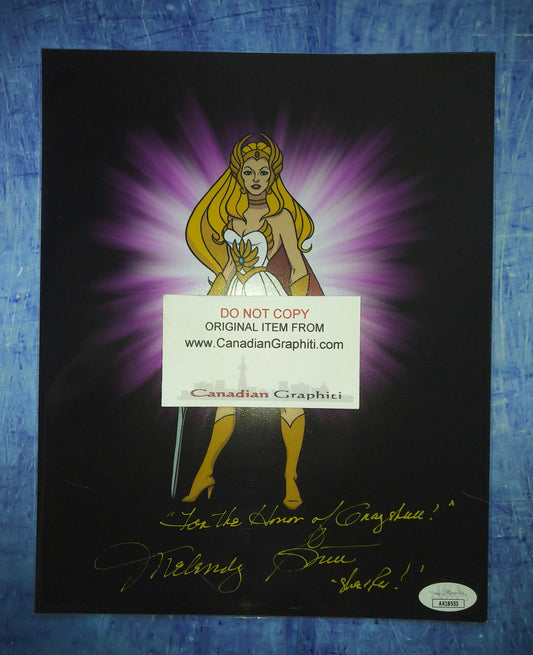 DO NOT COPY
ORIGINAL ITEM FROM
www.CanadianGraphiti.com
Canadian Graphiti
"For the Honor of Grayskull!"
Melendy Britt
"She-Ra!"
AH18553